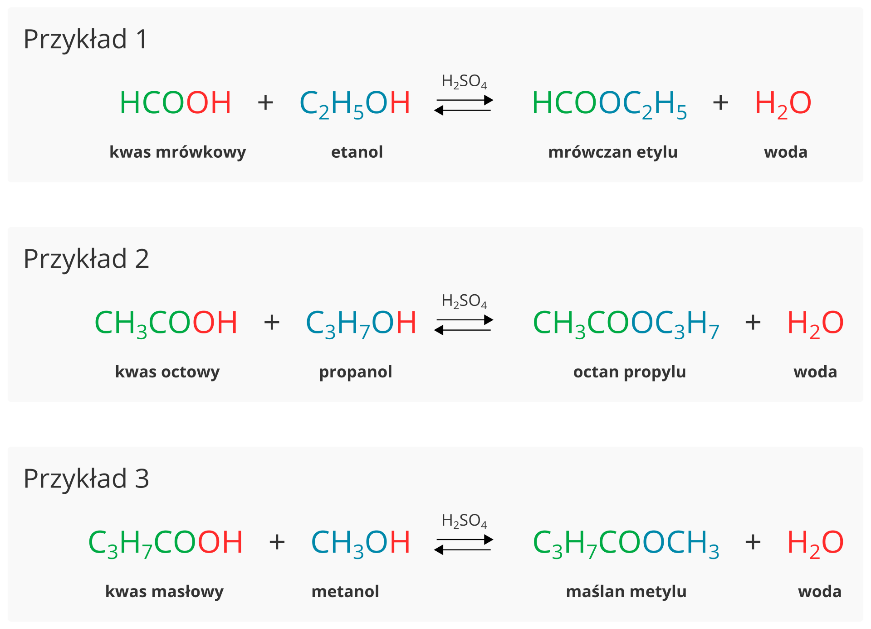 Przykład 1
H₂SO₄
HCOOH + C₂H₅OH ⇄ HCOOC₂H₅ + H₂O
kwas mrówkowy etanol mrówczan etylu woda
Przykład 2
H₂SO₄
CH₃COOH + C₃H₇OH ⇄ CH₃COOC₃H₇ + H₂O
kwas octowy propanol octan propylu woda
Przykład 3
H₂SO₄
C₃H₇COOH + CH₃OH ⇄ C₃H₇COOCH₃ + H₂O
kwas masłowy metanol maślan metylu woda